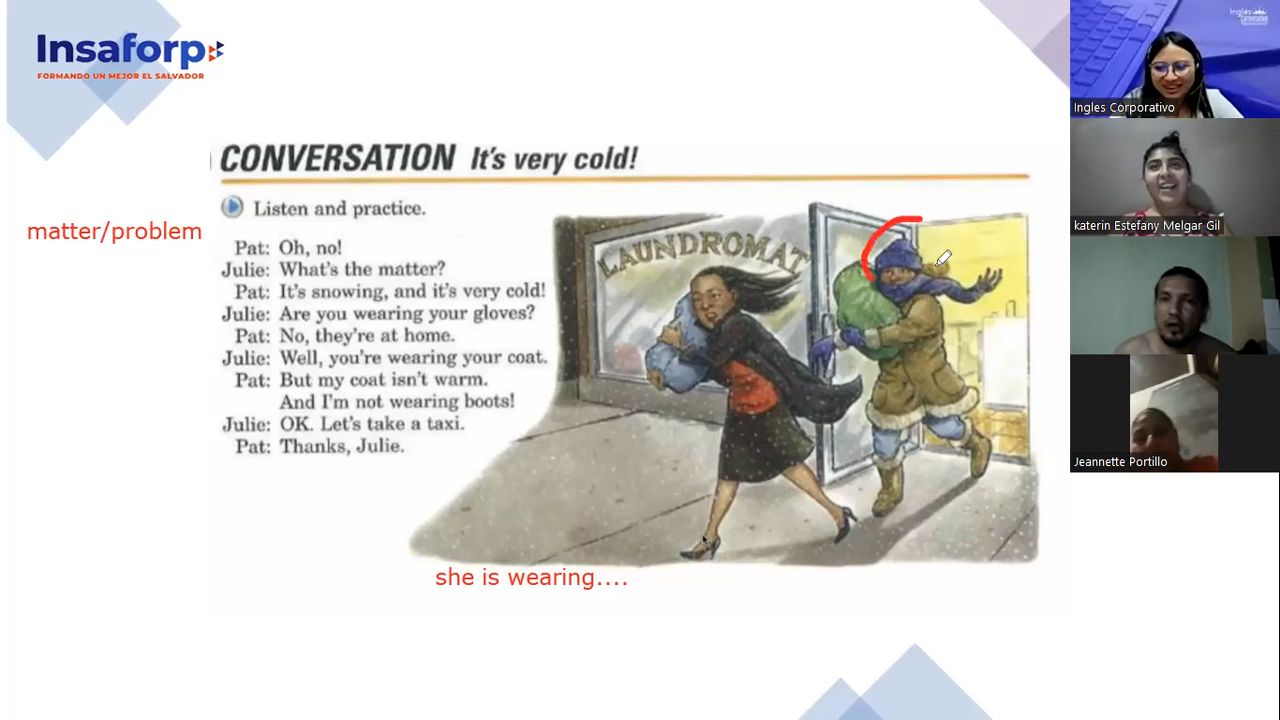 Insaforp
FORMANDO UN MEJOR EL SALVADOR
CONVERSATION It's very cold!
Listen and practice.
matter/problem
Pat: Oh, no!
Julie: What's the matter?
Pat: It's snowing, and it's very cold!
Julie: Are you wearing your gloves?
Pat: No, they're at home.
Julie: Well, you're wearing your coat.
Pat: But my coat isn't warm.
And I'm not wearing boots!
Julie: OK. Let's take a taxi.
Pat: Thanks, Julie.
LAUNDROMAT
she is wearing....
Ingles
Ingles Corporativo
katerin Estefany Melgar Gil
Jeannette Portillo